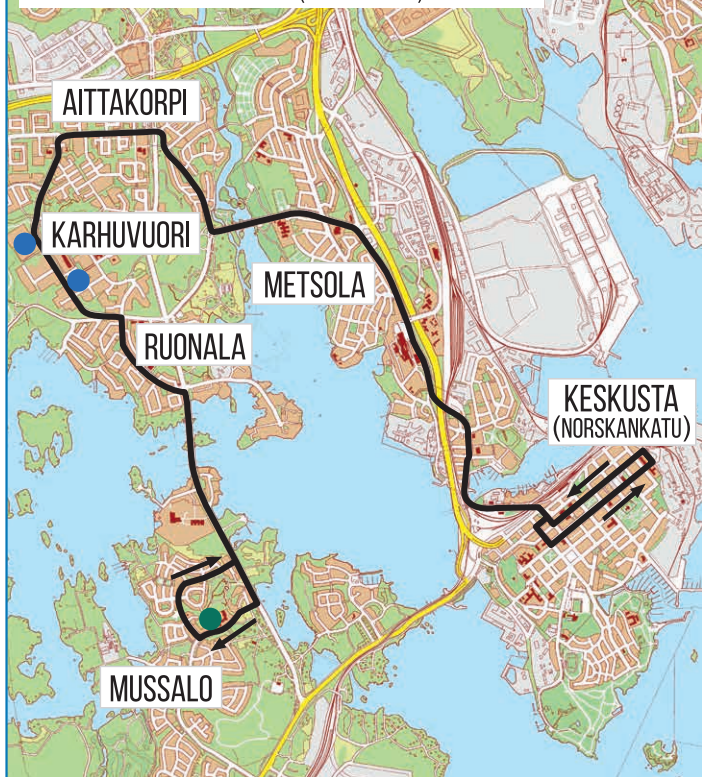 AITTAKORPI
KARHUVUORI
METSOLA
RUONALA
KESKUSTA
(NORSKANKATU)
MUSSALO